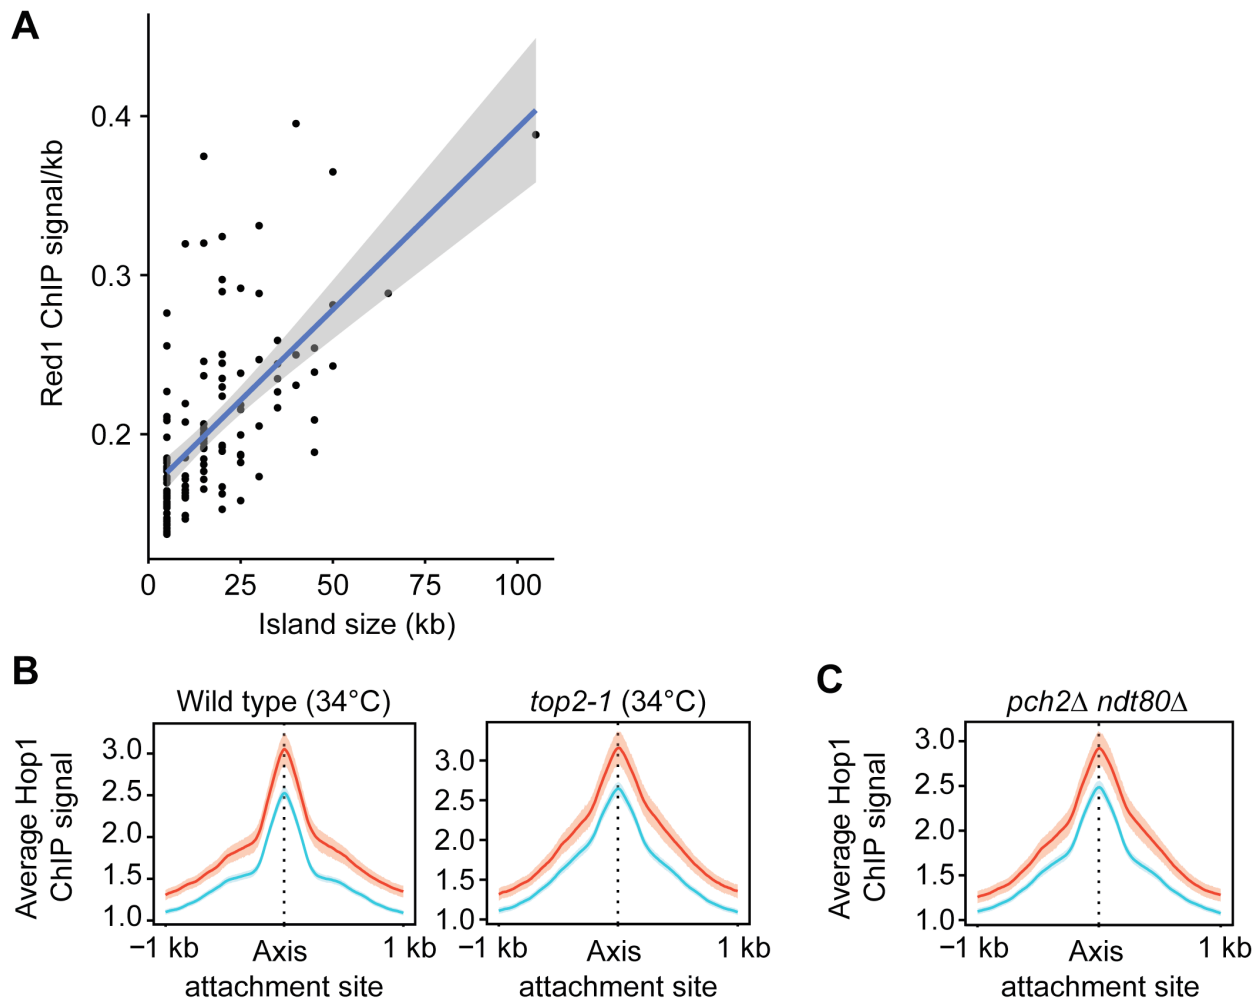 A
Red1 ChIP signal/kb
0.4
0.3
0.2
0 25 50 75 100
Island size (kb)
B
Wild type (34°C)
Average Hop1
ChIP signal
3.0
2.5
2.0
1.5
1.0
−1 kb Axis 1 kb
attachment site
top2-1 (34°C)
3.0
2.5
2.0
1.5
1.0
−1 kb Axis 1 kb
attachment site
C
pch2Δ ndt80Δ
Average Hop1
ChIP signal
3.0
2.5
2.0
1.5
1.0
−1 kb Axis 1 kb
attachment site